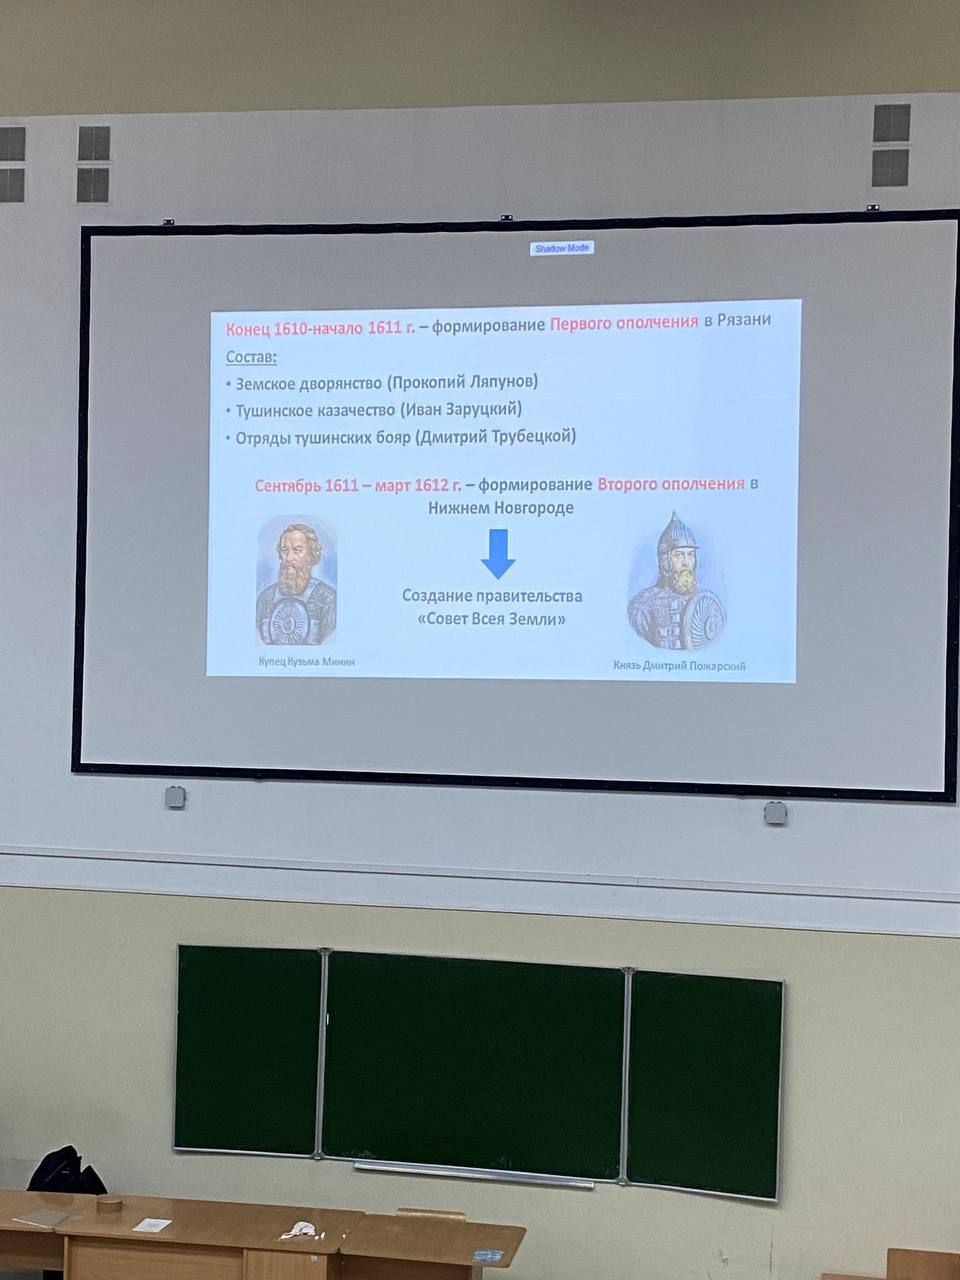 Shadow Mode
Конец 1610-начало 1611 г. – формирование Первого ополчения в Рязани
Состав:
• Земское дворянство (Прокопий Ляпунов)
• Тушинское казачество (Иван Заруцкий)
• Отряды тушинских бояр (Дмитрий Трубецкой)
Сентябрь 1611 – март 1612 г. – формирование Второго ополчения в
Нижнем Новгороде
Создание правительства
«Совет Всея Земли»
Купец Кузьма Минин
Князь Дмитрий Пожарский